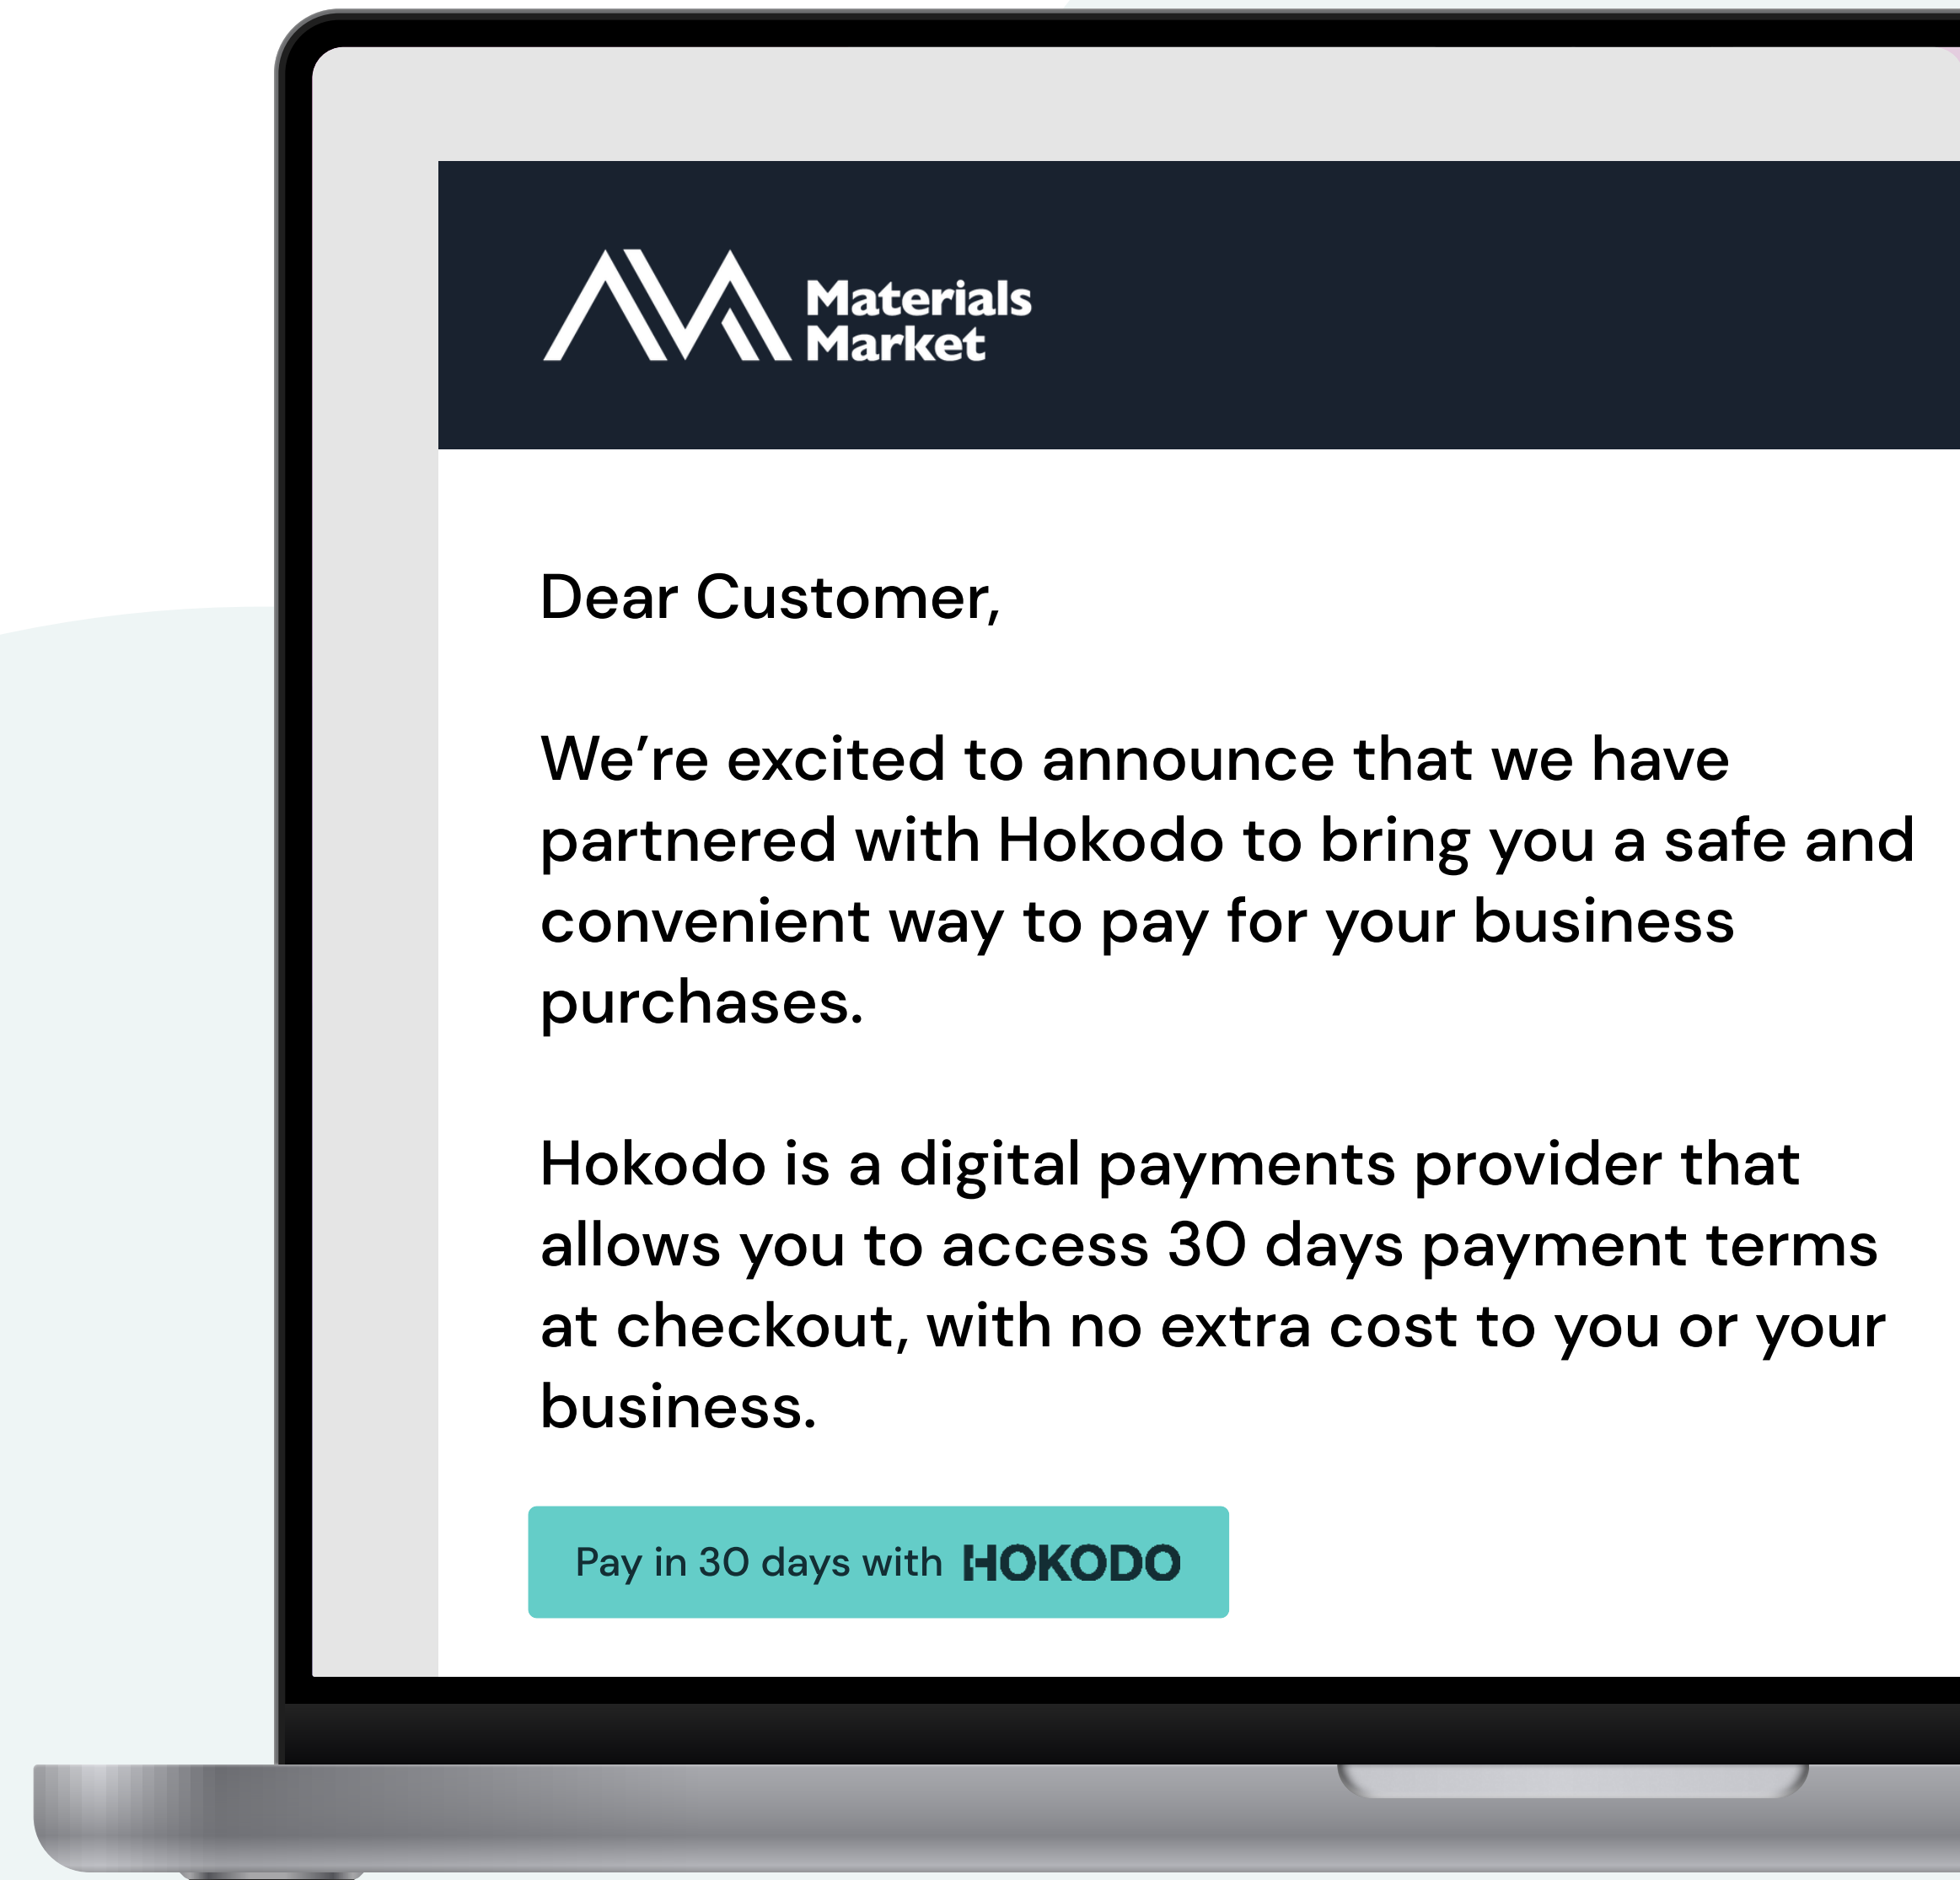 Materials
Market
Dear Customer,
We’re excited to announce that we have
partnered with Hokodo to bring you a safe and
convenient way to pay for your business
purchases.
Hokodo is a digital payments provider that
allows you to access 30 days payment terms
at checkout, with no extra cost to you or your
business.
Pay in 30 days with HOKODO